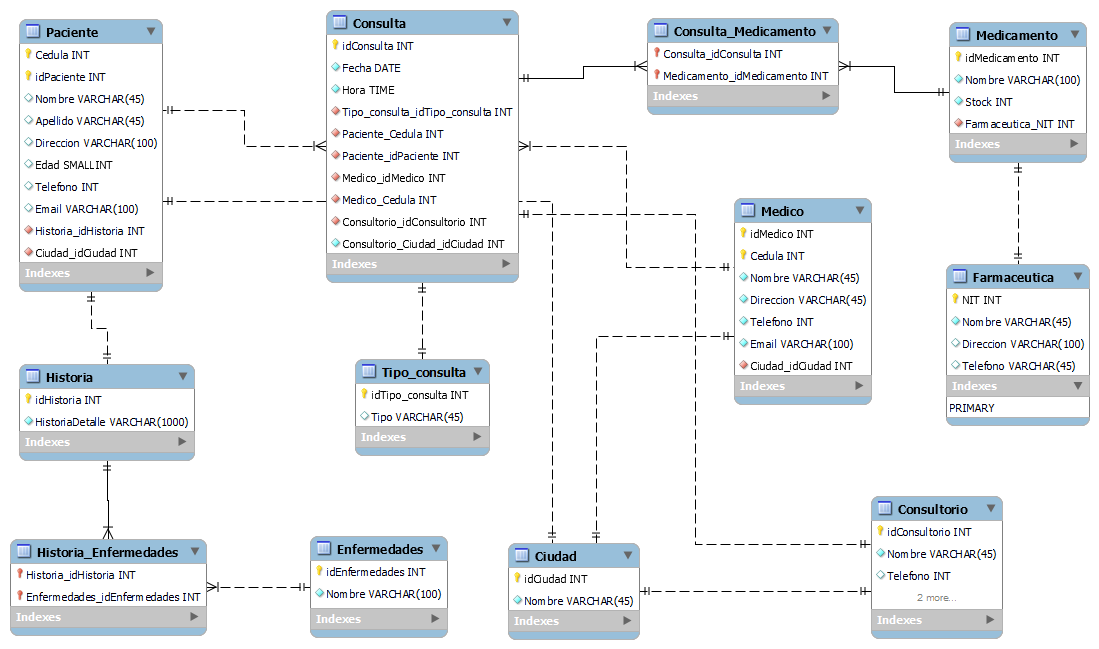 Paciente
Cedula INT
idPaciente INT
Nombre VARCHAR(45)
Apellido VARCHAR(45)
Direccion VARCHAR(100)
Edad SMALLINT
Telefono INT
Email VARCHAR(100)
Historia_idHistoria INT
Ciudad_idCiudad INT
Indexes
Consulta
idConsulta INT
Fecha DATE
Hora TIME
Tipo_consulta_idTipo_consulta INT
Paciente_Cedula INT
Paciente_idPaciente INT
Medico_idMedico INT
Medico_Cedula INT
Consultorio_idConsultorio INT
Consultorio_Ciudad_idCiudad INT
Indexes
Consulta_Medicamento
Consulta_idConsulta INT
Medicamento_idMedicamento INT
Indexes
Medicamento
idMedicamento INT
Nombre VARCHAR(100)
Stock INT
Farmaceutica_NIT INT
Indexes
Medico
idMedico INT
Cedula INT
Nombre VARCHAR(45)
Direccion VARCHAR(45)
Telefono INT
Email VARCHAR(100)
Ciudad_idCiudad INT
Indexes
Farmaceutica
NIT INT
Nombre VARCHAR(45)
Direccion VARCHAR(100)
Telefono VARCHAR(45)
Indexes
PRIMARY
Historia
idHistoria INT
HistoriaDetalle VARCHAR(1000)
Indexes
Tipo_consulta
idTipo_consulta INT
Tipo VARCHAR(45)
Indexes
Historia_Enfermedades
Historia_idHistoria INT
Enfermedades_idEnfermedades INT
Indexes
Enfermedades
idEnfermedades INT
Nombre VARCHAR(100)
Indexes
Ciudad
idCiudad INT
Nombre VARCHAR(45)
Indexes
Consultorio
idConsultorio INT
Nombre VARCHAR(45)
Telefono INT
2 more...
Indexes